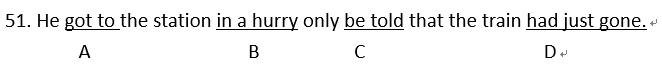 51. He got to the station in a hurry only be told that the train had just gone.
A B C D